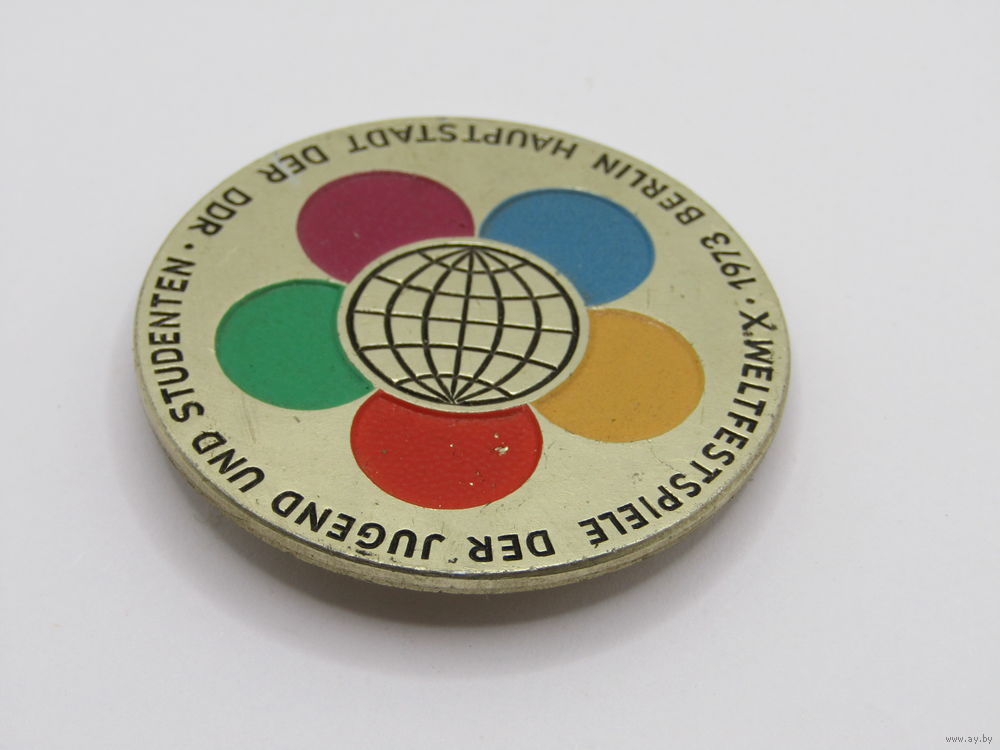 X. WELTFESTSPIELE DER JUGEND UND STUDENTEN · DDR DER HAUPTSTADT BERLIN 1973 ·
www.ay.by